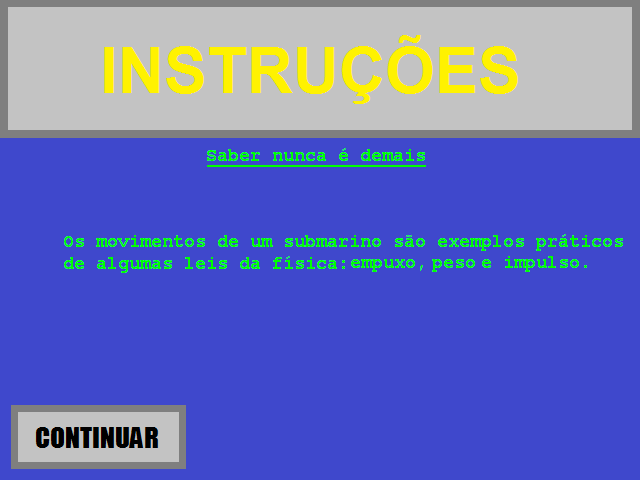 INSTRUÇÕES
Saber nunca é demais
Os movimentos de um submarino são exemplos práticos
de algumas leis da física:empuxo, peso e impulso.
CONTINUAR